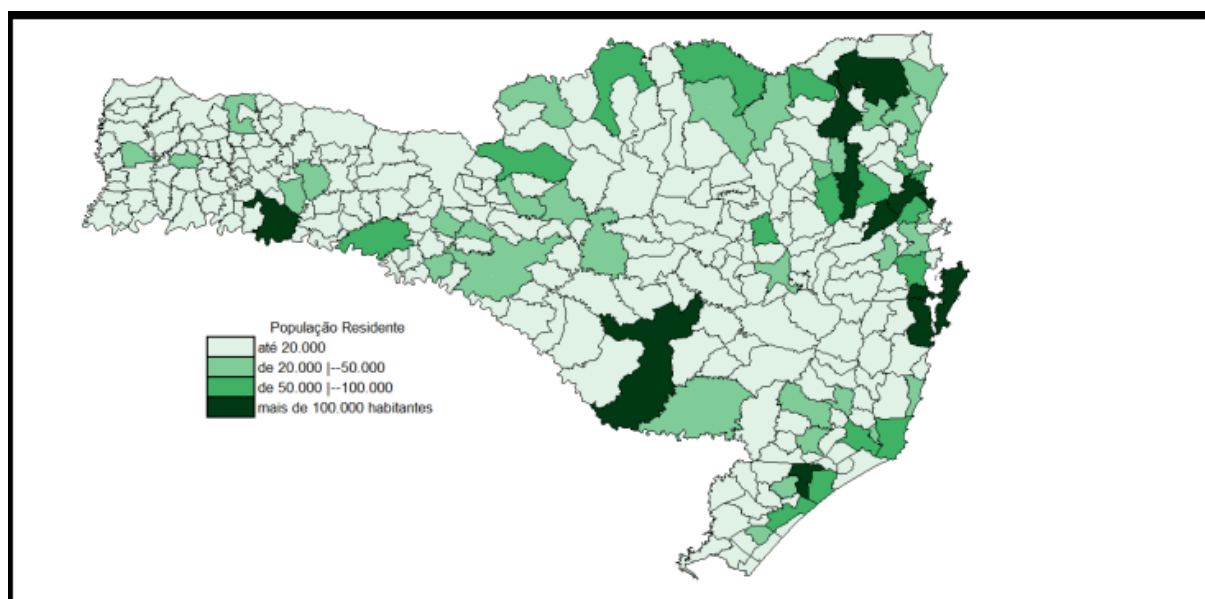 População Residente
até 20.000
de 20.000 |--50.000
de 50.000 |--100.000
mais de 100.000 habitantes